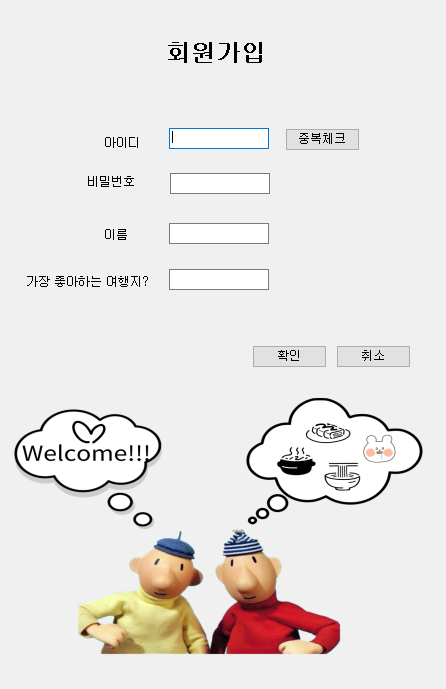 회원가입
아이디
중복체크
비밀번호
이름
가장 좋아하는 여행지?
확인
취소
Welcome!!!